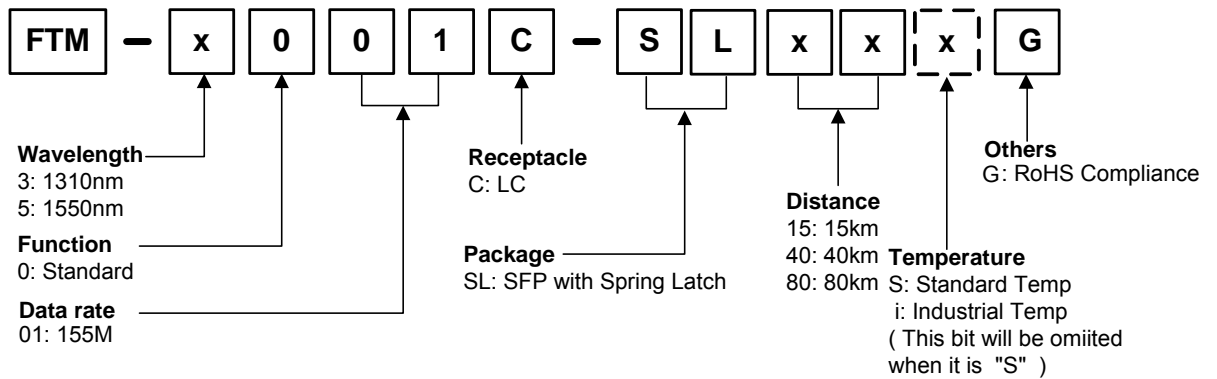 FTM – x 0 0 1 C – S L x x x G
Wavelength
3: 1310nm
5: 1550nm
Function
0: Standard
Data rate
01: 155M
Receptacle
C: LC
Package
SL: SFP with Spring Latch
Distance
15: 15km
40: 40km
80: 80km
Temperature
S: Standard Temp
i: Industrial Temp
( This bit will be omiited
when it is "S" )
Others
G: RoHS Compliance